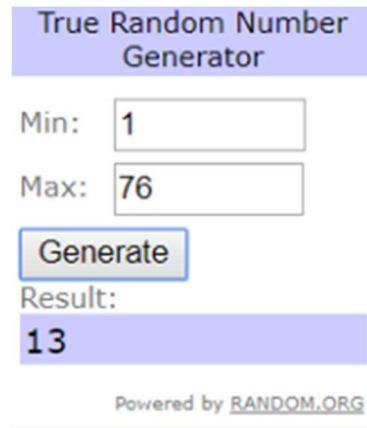 True Random Number
Generator
Min: 1
Max: 76
Generate
Result:
13
Powered by RANDOM.ORG